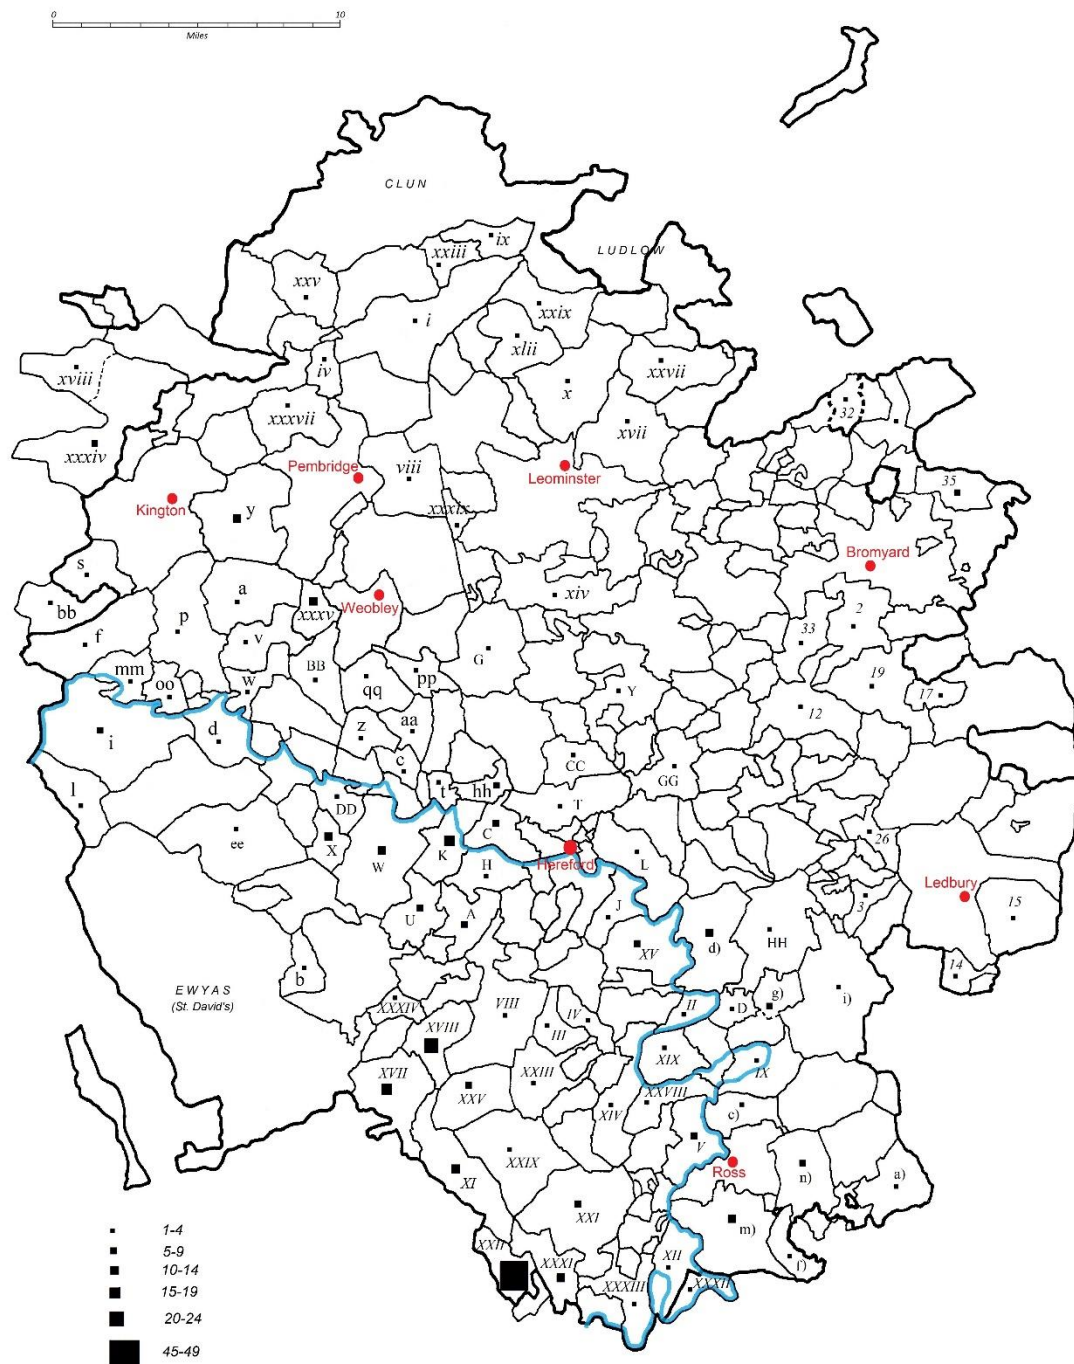 0 10
Miles
CLUN
LUDLOW
ix
xxiii
xxv
xxix
i
xlii
iv
xviii
xxvii
x
32
xxxvii
xvii
xxxiv
Pembridge
viii
Leominster
35
Kington
y
xxxix
Bromyard
s
a
xxxv
Weobley
xiv
bb
2
p
33
f
v
BB
G
19
mm
oo
w
qq
pp
Y
17
12
i
d
z
aa
CC
c
GG
l
t
hh
DD
T
ee
X
C
26
W
K
H
Hereford
L
Ledbury
3
15
U
A
J
d)
HH
XV
b
14
EWYAS
(St. David's)
XXXIV
VIII
IV
II
D
g)
i)
XVIII
III
XIX
IX
XVII
XXIII
XXV
XIV
XXVIII
c)
V
XXIX
XI
Ross
n)
a)
XXI
m)
XXII
XXXI
XII
f)
XXXIII
XXXII
1-4
5-9
10-14
15-19
20-24
45-49